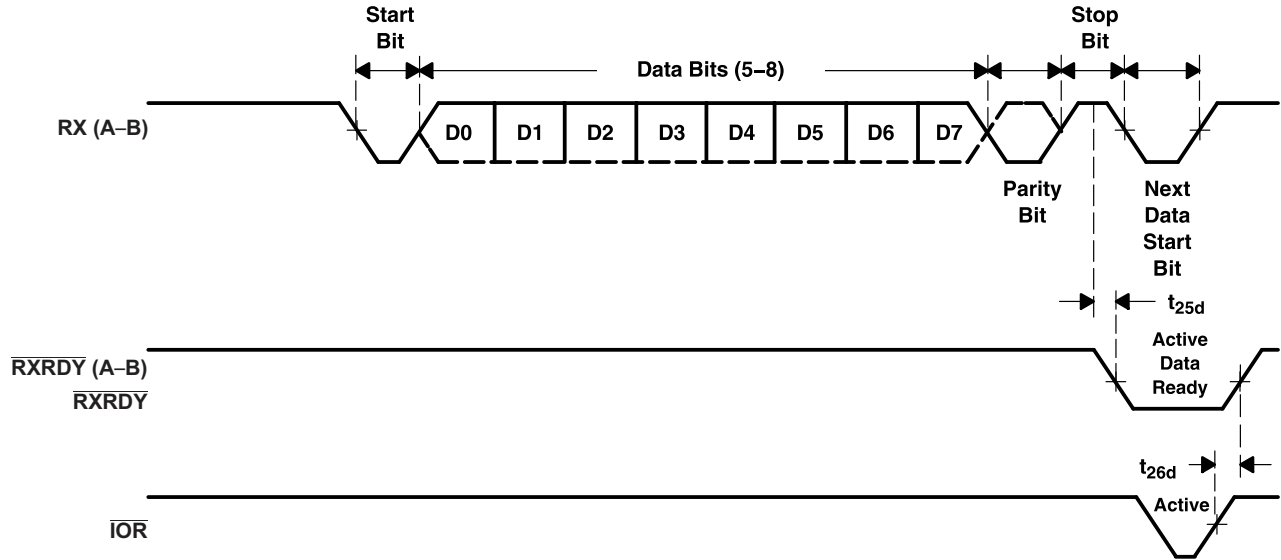 Start
Bit
Stop
Bit
Data Bits (5–8)
RX (A–B)
D0 D1 D2 D3 D4 D5 D6 D7
Parity
Bit
Next
Data
Start
Bit
t25d
RXRDY (A–B)
RXRDY
Active
Data
Ready
t26d
IOR
Active